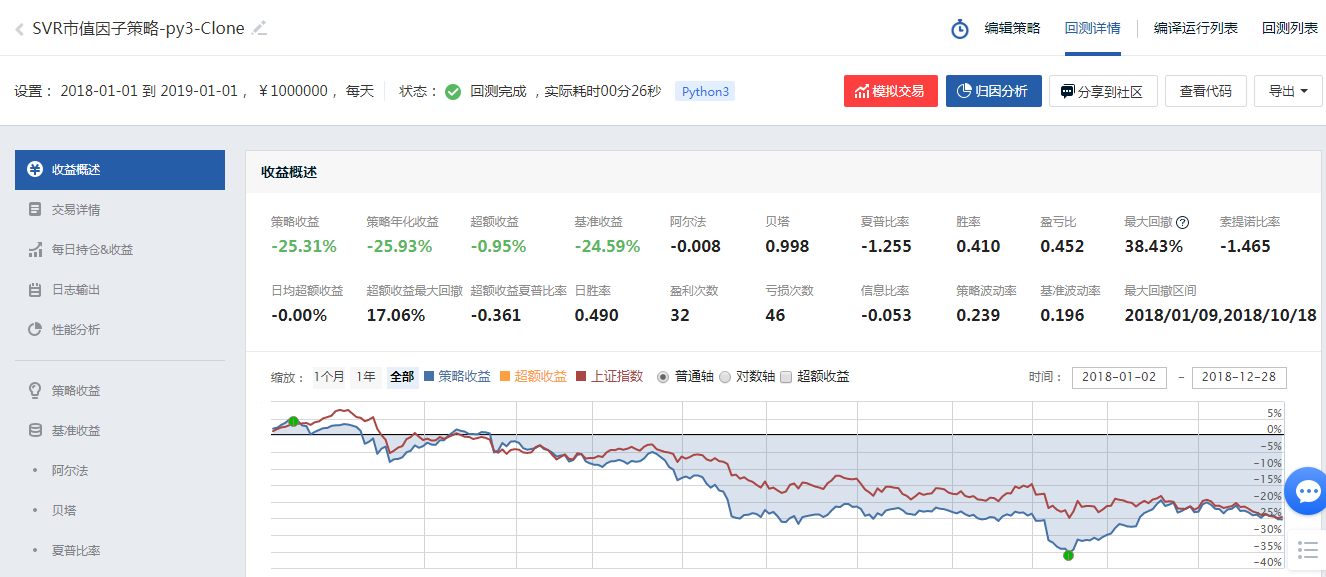 SVR市值因子策略-py3-Clone 编辑策略 回测详情 编译运行列表 回测列表
设置： 2018-01-01 到 2019-01-01， ￥1000000， 每天 状态： 回测完成 ，实际耗时00分26秒 Python3 模拟交易 归因分析 分享到社区 查看代码 导出
收益概述
交易详情
每日持仓&收益
日志输出
性能分析
策略收益
基准收益
阿尔法
贝塔
夏普比率
收益概述
策略收益 策略年化收益 超额收益 基准收益 阿尔法 贝塔 夏普比率 胜率 盈亏比 最大回撤 ? 索提诺比率
-25.31% -25.93% -0.95% -24.59% -0.008 0.998 -1.255 0.410 0.452 38.43% -1.465
日均超额收益 超额收益最大回撤 超额收益夏普比率 日胜率 盈利次数 亏损次数 信息比率 策略波动率 基准波动率 最大回撤区间
-0.00% 17.06% -0.361 0.490 32 46 -0.053 0.239 0.196 2018/01/09,2018/10/18
缩放： 1个月 1年 全部 策略收益 超额收益 上证指数 普通轴 对数轴 超额收益 时间： 2018-01-02 - 2018-12-28
5%
0%
-5%
-10%
-15%
-20%
-25%
-30%
-35%
-40%